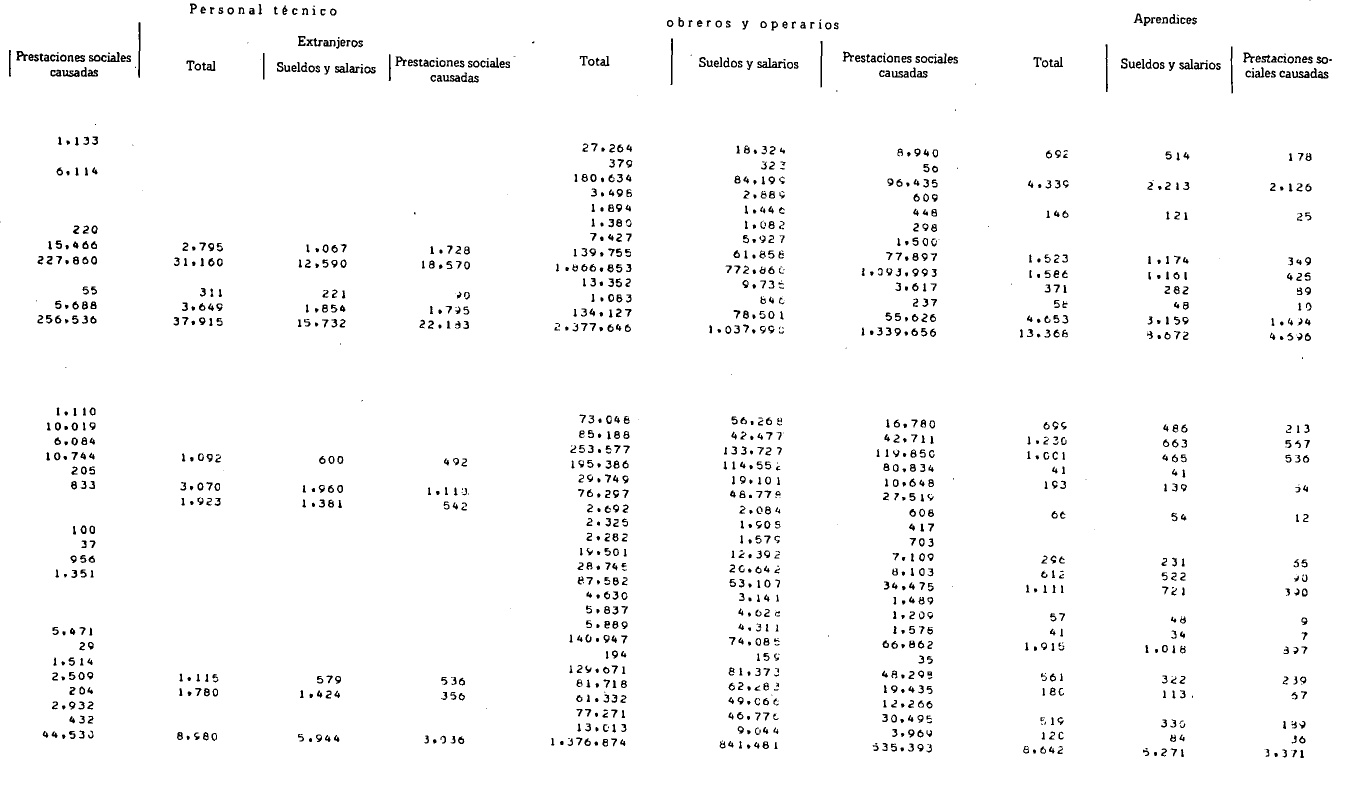 Personal técnico
obreros y operarios
Aprendices
Extranjeros
Prestaciones sociales causadas Total Sueldos y salarios Prestaciones sociales causadas Total Sueldos y salarios Prestaciones sociales causadas Total Sueldos y salarios Prestaciones so-ciales causadas
1.133 27.264 18.324 8.940 692 514 178
379 323 56
6.114 180.634 84.199 96.435 4.339 2.213 2.126
3.498 2.889 609
1.894 1.446 448 146 121 25
1.380 1.082 298
220 7.427 5.927 1.500
15.466 2.795 1.067 1.728 139.755 61.858 77.897 1.523 1.174 349
227.860 31.160 12.590 18.570 1.866.853 772.860 1.093.993 1.586 1.161 425
13.352 9.735 3.617 371 282 89
55 311 221 90 1.083 846 237 58 48 10
5.688 3.649 1.854 1.795 134.127 78.501 55.626 4.653 3.159 1.494
256.536 37.915 15.732 22.183 2.377.646 1.037.990 1.339.656 13.368 8.672 4.696
1.110 73.048 56.268 16.780 699 486 213
10.019 85.188 42.477 42.711 1.230 663 567
6.084 253.577 133.727 119.850 1.001 465 536
10.744 1.092 600 492 195.386 114.552 80.834 41 41
205 29.749 19.101 10.648 193 139 54
833 3.070 1.960 1.110 76.297 48.778 27.519
1.923 1.381 542 2.692 2.084 608 66 54 12
2.325 1.908 417
100 2.282 1.579 703
37 19.501 12.392 7.109 296 231 65
956 28.745 20.642 8.103 612 522 90
1.351 87.582 53.107 34.475 1.111 721 390
4.630 3.141 1.489
5.837 4.628 1.209 57 48 9
5.889 4.311 1.578 41 34 7
5.471 140.947 74.085 66.862 1.915 1.018 897
29 194 159 35
1.514 129.671 81.373 48.298 561 322 239
2.509 1.115 579 536 81.718 62.283 19.435 180 113 67
204 1.780 1.424 356 61.332 49.066 12.266
2.932 77.271 46.776 30.495 519 330 189
432 13.013 9.044 3.969 120 84 36
44.530 8.980 5.944 3.036 1.376.874 841.481 535.393 8.642 5.271 3.371